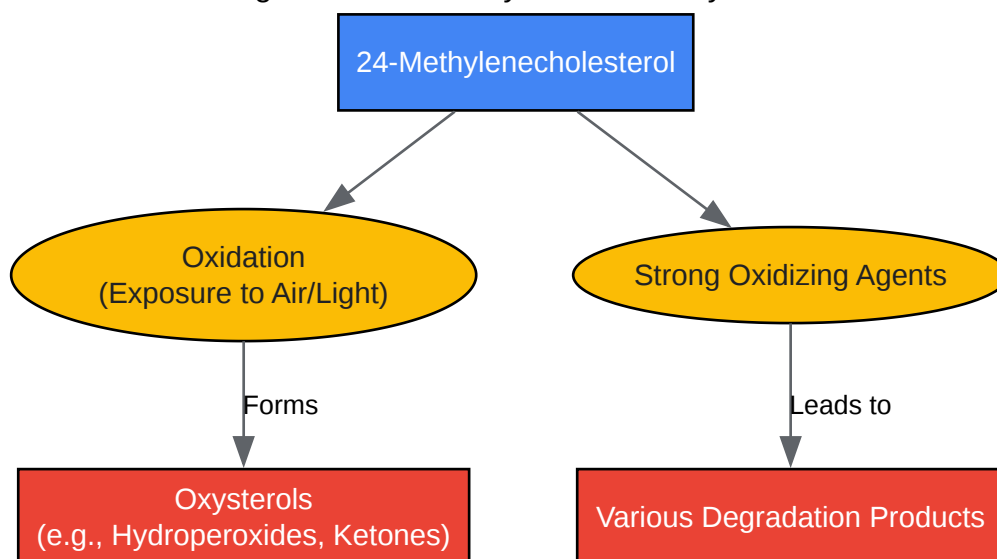 24-Methylenecholesterol
Oxidation
(Exposure to Air/Light)
Strong Oxidizing Agents
Forms
Leads to
Oxysterols
(e.g., Hydroperoxides, Ketones)
Various Degradation Products